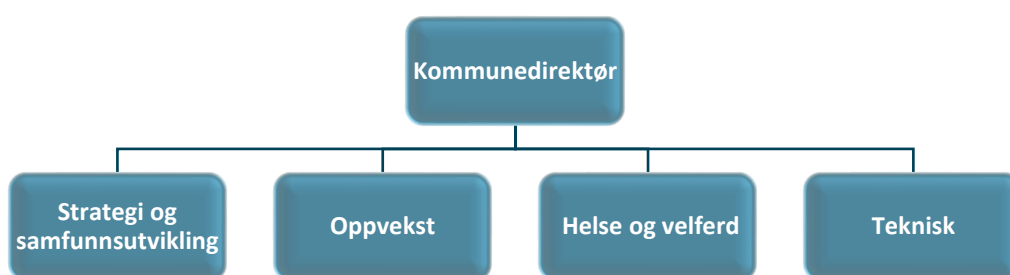 Kommunedirektør
Strategi og
samfunnsutvikling
Oppvekst
Helse og velferd
Teknisk